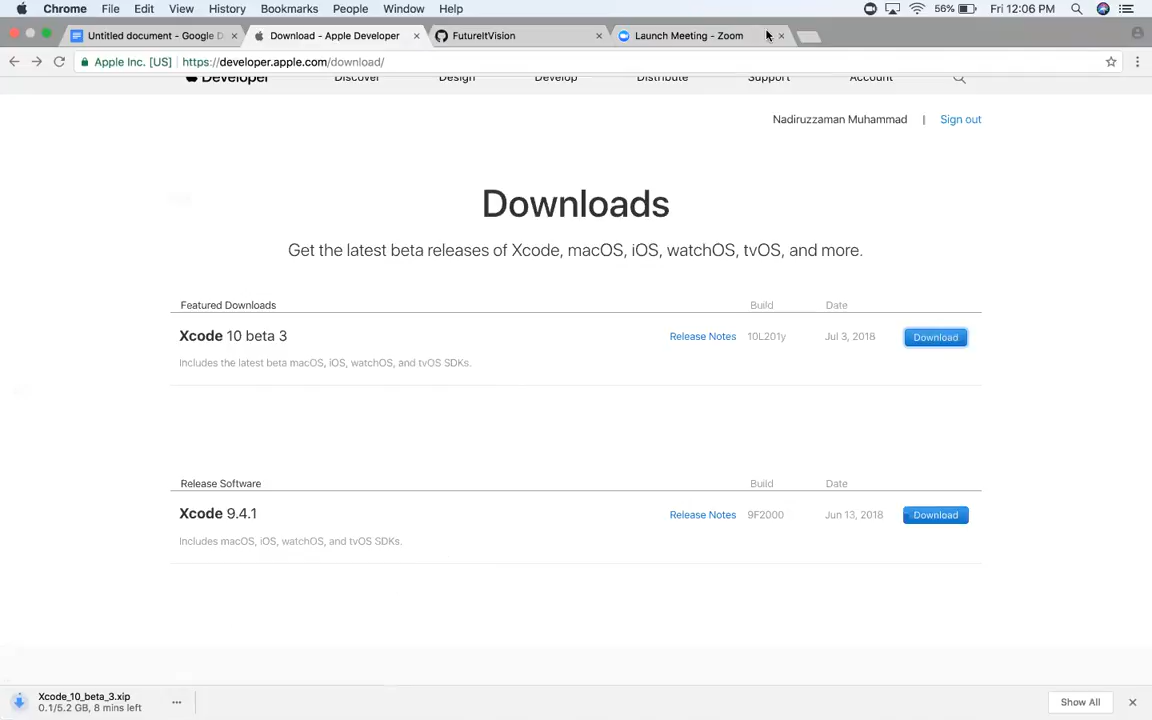 Chrome File Edit View History Bookmarks People Window Help 56% Fri 12:06 PM
Untitled document - Google D Download - Apple Developer FutureItVision Launch Meeting - Zoom
Apple Inc. [US] https://developer.apple.com/download/
Developer Discover Design Develop Distribute Support Account
Nadiruzzaman Muhammad | Sign out
Downloads
Get the latest beta releases of Xcode, macOS, iOS, watchOS, tvOS, and more.
Featured Downloads Build Date
Xcode 10 beta 3 Release Notes 10L201y Jul 3, 2018 Download
Includes the latest beta macOS, iOS, watchOS, and tvOS SDKs.
Release Software Build Date
Xcode 9.4.1 Release Notes 9F2000 Jun 13, 2018 Download
Includes macOS, iOS, watchOS, and tvOS SDKs.
Xcode_10_beta_3.xip
0.1/5.2 GB, 8 mins left
Show All